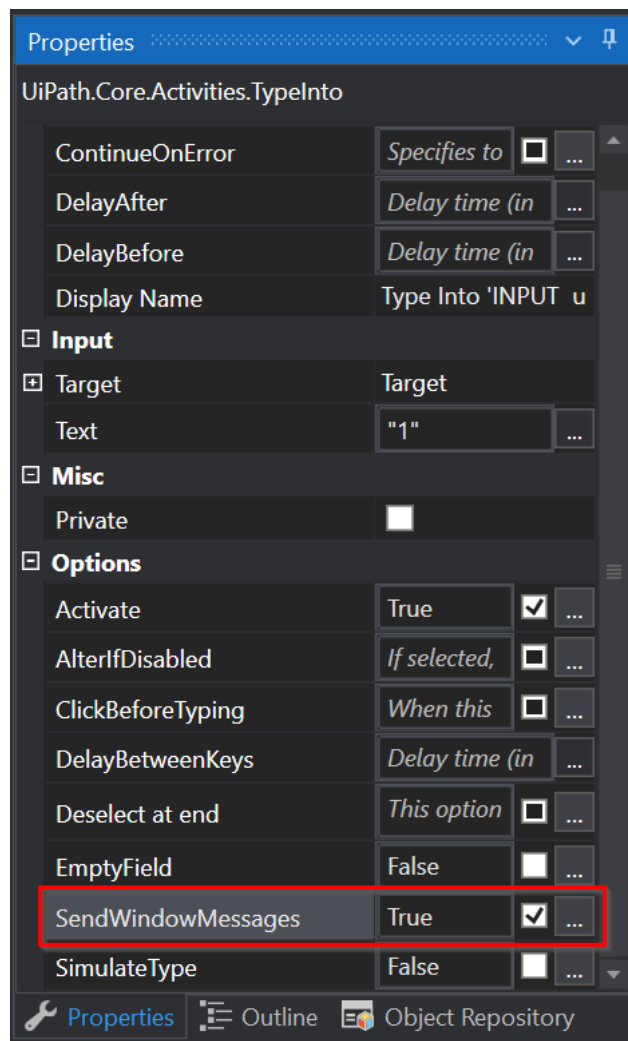 Properties
UiPath.Core.Activities.TypeInto
ContinueOnError Specifies to ...
DelayAfter Delay time (in ...
DelayBefore Delay time (in ...
Display Name Type Into 'INPUT u
Input
Target Target
Text "1" ...
Misc
Private
Options
Activate True ...
AlterIfDisabled If selected, ...
ClickBeforeTyping When this ...
DelayBetweenKeys Delay time (in ...
Deselect at end This option ...
EmptyField False ...
SendWindowMessages True ...
SimulateType False ...
Properties Outline Object Repository